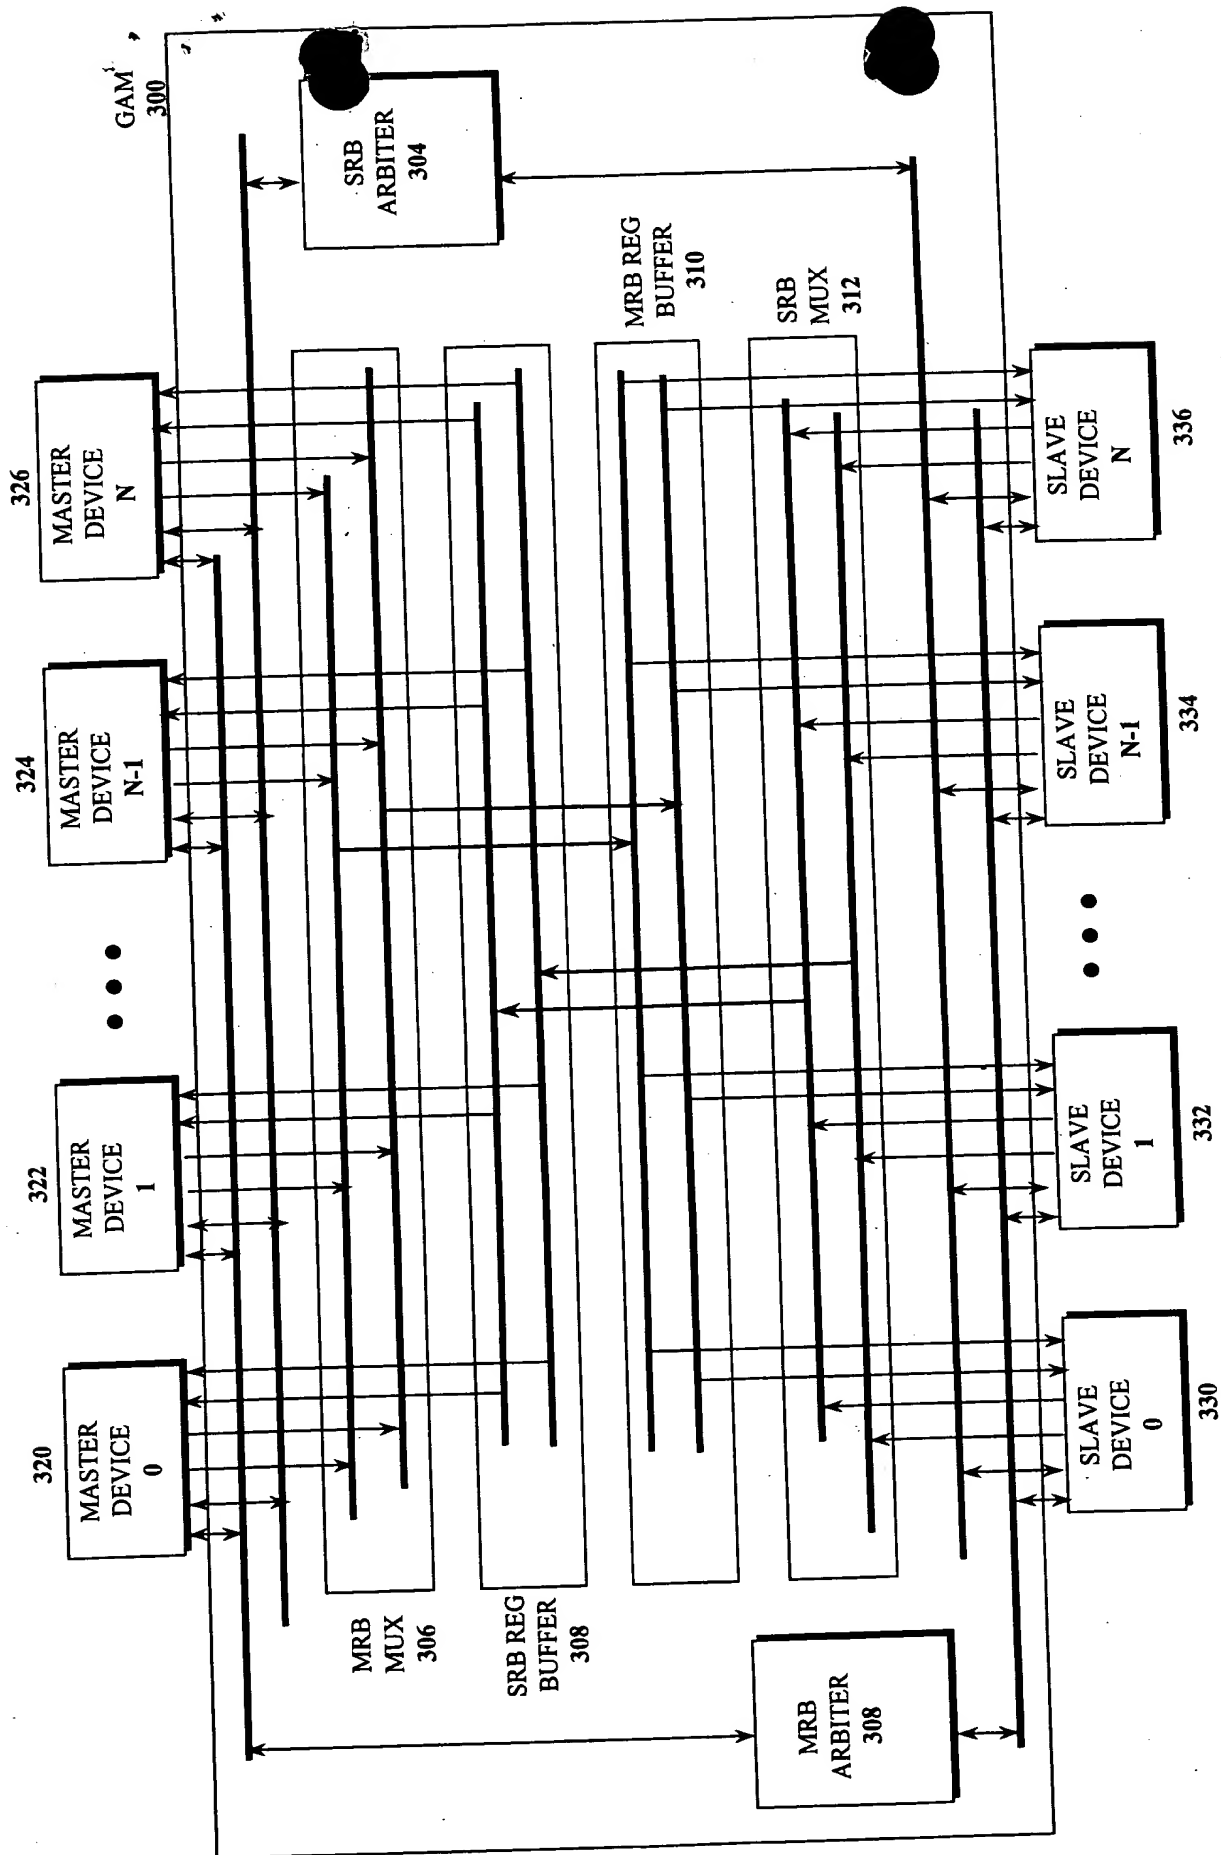 GAM
300
SRB
ARBITER
304
326
MASTER
DEVICE
N
324
MASTER
DEVICE
N-1
322
MASTER
DEVICE
1
320
MASTER
DEVICE
0
MRB
MUX
306
SRB REG
BUFFER
308
MRB REG
BUFFER
310
SRB
MUX
312
MRB
ARBITER
308
SLAVE
DEVICE
N
336
SLAVE
DEVICE
N-1
334
SLAVE
DEVICE
1
332
SLAVE
DEVICE
0
330